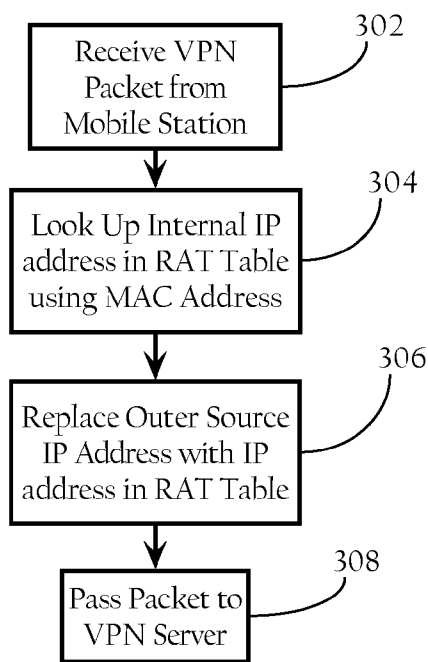 302
Receive VPN
Packet from
Mobile Station
304
Look Up Internal IP
address in RAT Table
using MAC Address
306
Replace Outer Source
IP Address with IP
address in RAT Table
308
Pass Packet to
VPN Server